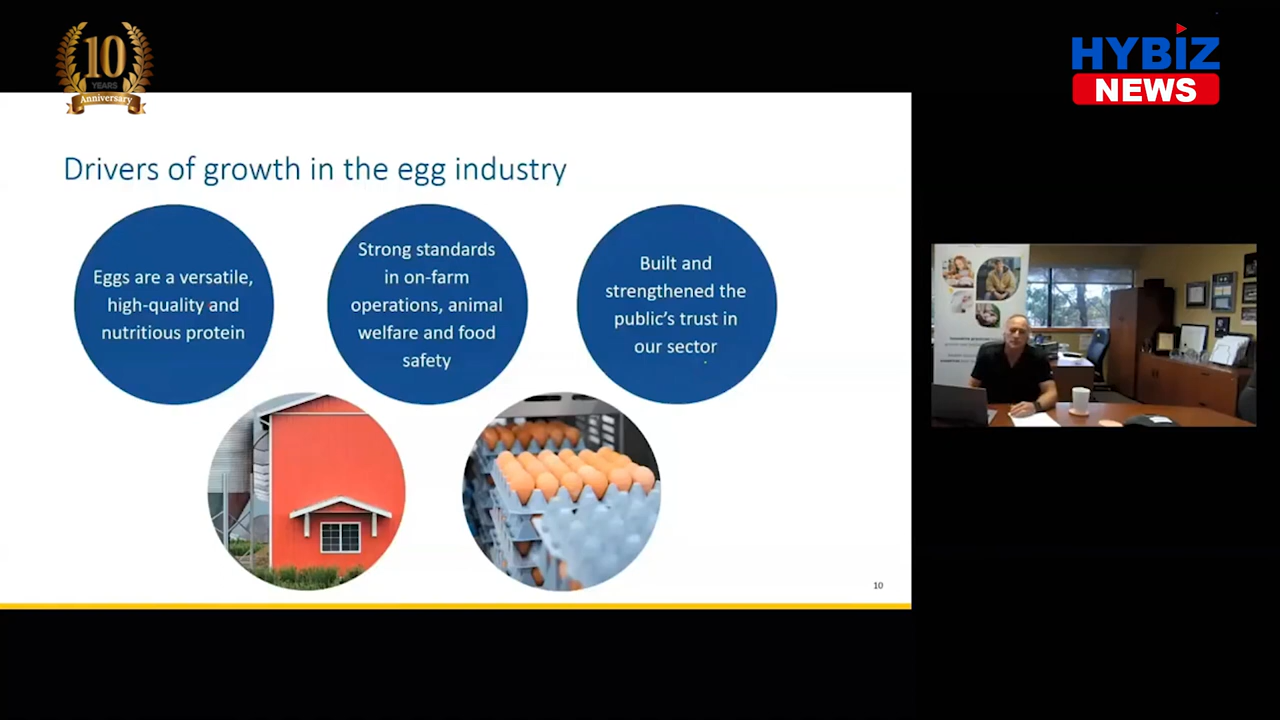 10
YEARS
Anniversary
HYBIZ
NEWS
Drivers of growth in the egg industry
Eggs are a versatile,
high-quality and
nutritious protein
Strong standards
in on-farm
operations, animal
welfare and food
safety
Built and
strengthened the
public's trust in
our sector
10